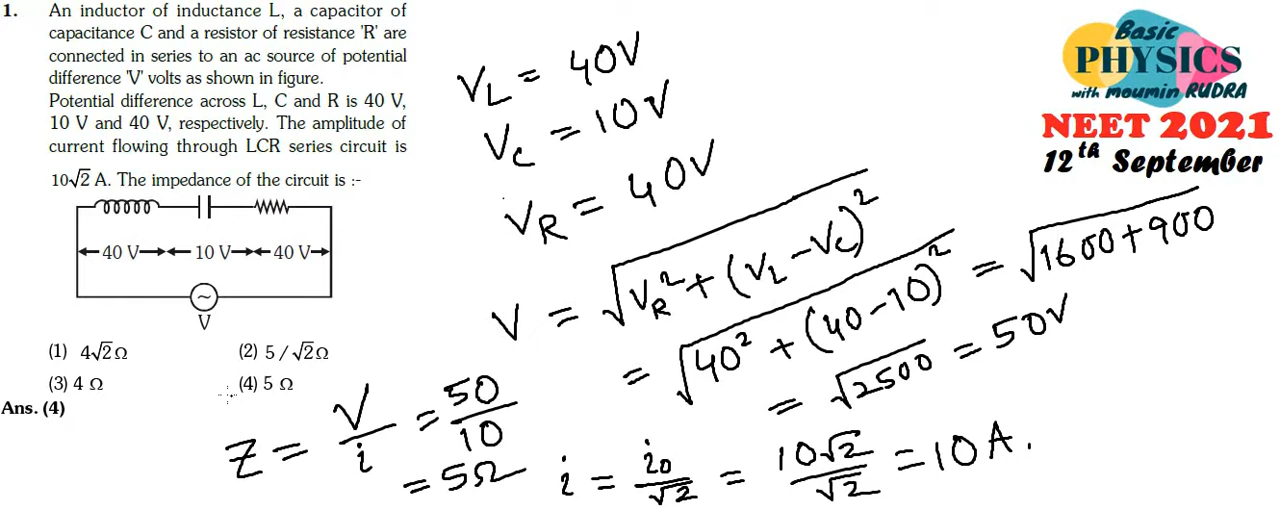 1. An inductor of inductance L, a capacitor of
capacitance C and a resistor of resistance 'R' are
connected in series to an ac source of potential
difference 'V' volts as shown in figure.
Potential difference across L, C and R is 40 V,
10 V and 40 V, respectively. The amplitude of
current flowing through LCR series circuit is
10√2 A. The impedance of the circuit is :-
40 V 10 V 40 V
~
V
(1) 4√2 Ω (2) 5 / √2 Ω
(3) 4 Ω (4) 5 Ω
Ans. (4)
V_L = 40V
V_C = 10V
V_R = 40V
V = √(V_R² + (V_L − V_C)²)
= √(40² + (40−10)²) = √(1600+900)
= √2500 = 50V
Z = V/i = 50/10
= 5Ω
i = i₀/√2 = 10√2/√2 = 10A.
Basic
PHYSICS
with moumin RUDRA
NEET 2021
12th September